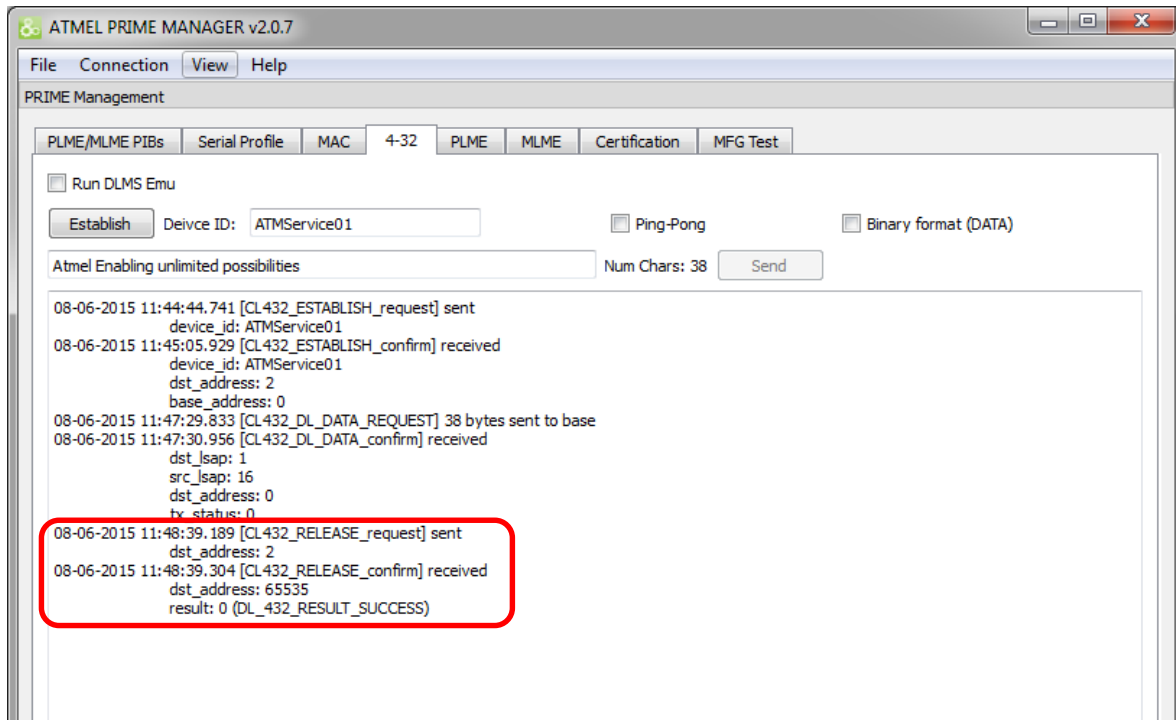 ATMEL PRIME MANAGER v2.0.7
File Connection View Help
PRIME Management
PLME/MLME PIBs Serial Profile MAC 4-32 PLME MLME Certification MFG Test
Run DLMS Emu
Establish Deivce ID: ATMService01 Ping-Pong Binary format (DATA)
Atmel Enabling unlimited possibilities Num Chars: 38 Send
08-06-2015 11:44:44.741 [CL432_ESTABLISH_request] sent
device_id: ATMService01
08-06-2015 11:45:05.929 [CL432_ESTABLISH_confirm] received
device_id: ATMService01
dst_address: 2
base_address: 0
08-06-2015 11:47:29.833 [CL432_DL_DATA_REQUEST] 38 bytes sent to base
08-06-2015 11:47:30.956 [CL432_DL_DATA_confirm] received
dst_lsap: 1
src_lsap: 16
dst_address: 0
tx_status: 0
08-06-2015 11:48:39.189 [CL432_RELEASE_request] sent
dst_address: 2
08-06-2015 11:48:39.304 [CL432_RELEASE_confirm] received
dst_address: 65535
result: 0 (DL_432_RESULT_SUCCESS)